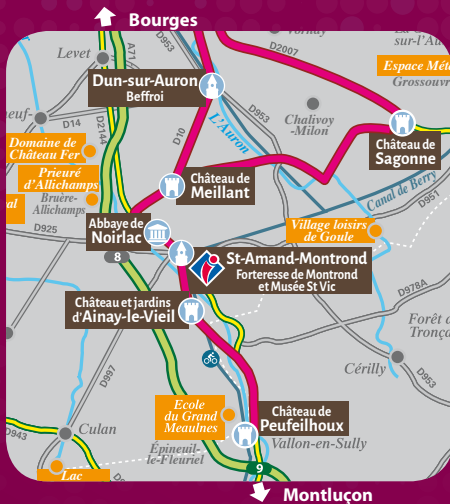 Bourges
Vornay
sur-l'Au
Levet
D953
A71
D2007
Espace Mét
Grossouvr
Dun-sur-Auron
Beffroi
D2144
D14
D10
L'Auron
D953
Chalivoy
-Milon
Château de
Sagonne
Domaine de
Château Fer
Prieuré
d'Allichamps
Bruère-
Allichamps
Château de
Meillant
Canal de Berry
D951
D925
Abbaye de
Noirlac
8
Village loisirs
de Goule
St-Amand-Montrond
Forteresse de Montrond
et Musée St Vic
D978A
Château et jardins
d'Ainay-le-Vieil
Forêt d
Tronça
D997
Cérilly
D953
Ecole
du Grand
Meaulnes
Château de
Peufeilhoux
Culan
D943
Épineuil-
le-Fleuriel
Vallon-en-Sully
Lac
9
Montluçon